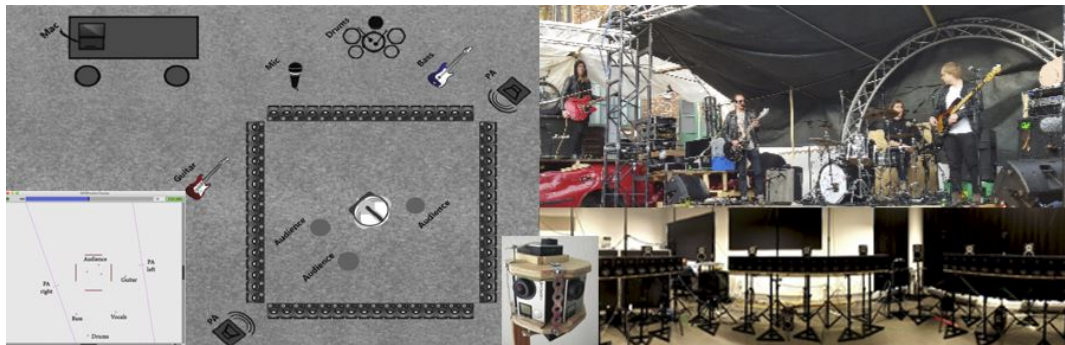 Mac
Drums
Mic
Bass
PA
Guitar
Audience
Audience
Audience
PA
Audience
PA
left
Guitar
PA
right
Bass
Vocals
Drums